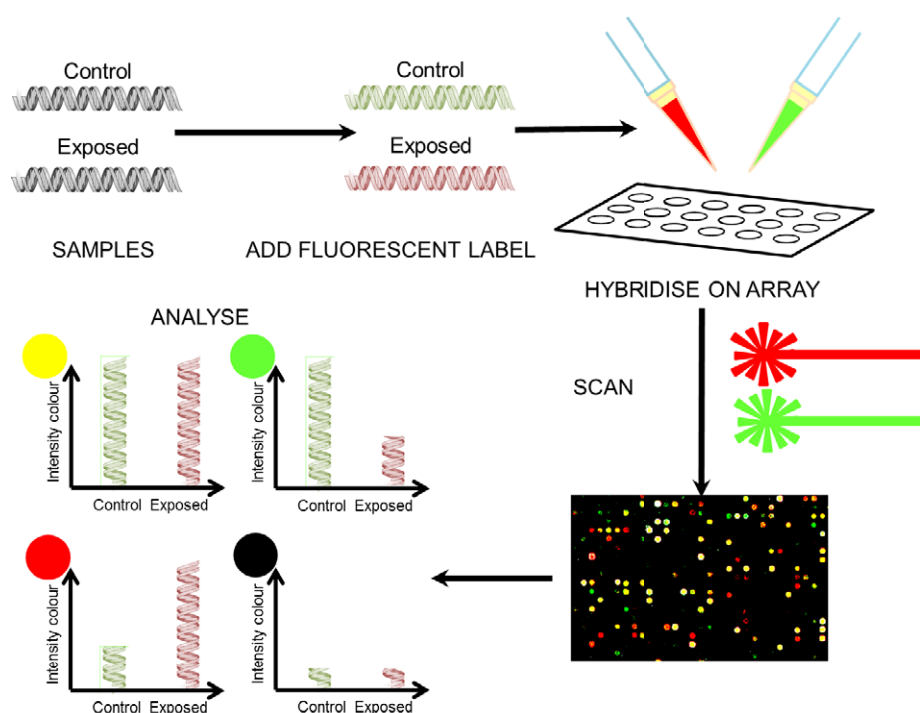 Control
Exposed
SAMPLES
Control
Exposed
ADD FLUORESCENT LABEL
HYBRIDISE ON ARRAY
SCAN
ANALYSE
Intensity colour
Control Exposed
Intensity colour
Control Exposed
Intensity colour
Control Exposed
Intensity colour
Control Exposed